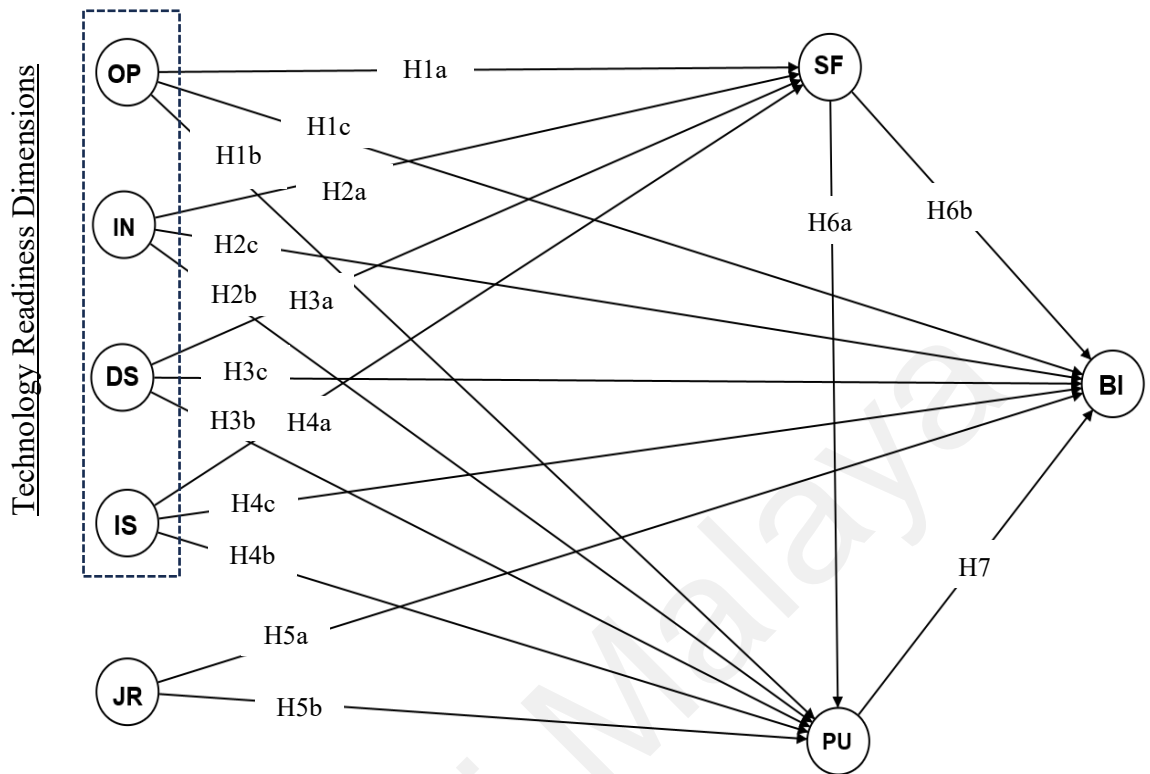 Technology Readiness Dimensions
OP
IN
DS
IS
JR
SF
BI
PU
H1a
H1c
H1b
H2a
H2c
H2b
H3a
H3c
H3b
H4a
H4c
H4b
H5a
H5b
H6a
H6b
H7
Malaya